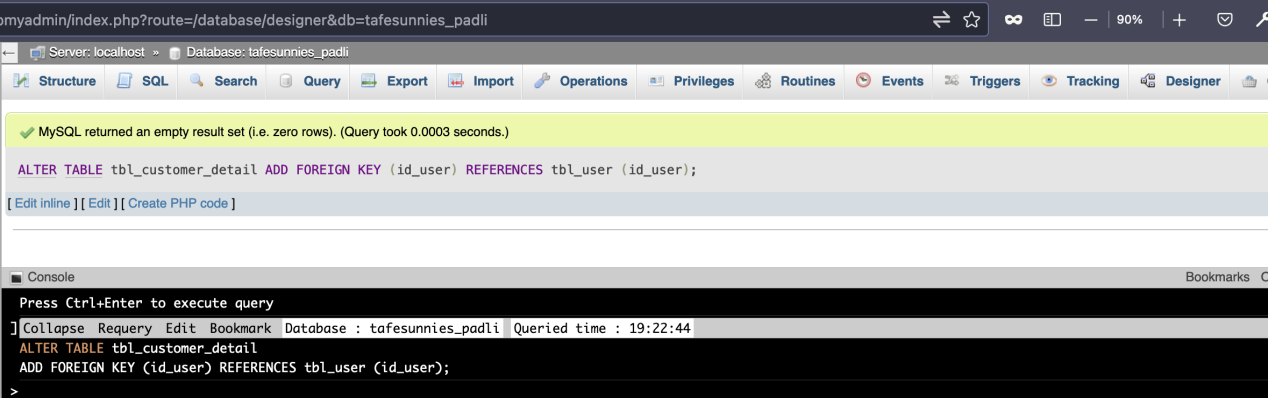 omyadmin/index.php?route=/database/designer&db=tafesunnies_padli
90%
Server: localhost » Database: tafesunnies_padli
Structure SQL Search Query Export Import Operations Privileges Routines Events Triggers Tracking Designer
MySQL returned an empty result set (i.e. zero rows). (Query took 0.0003 seconds.)
ALTER TABLE tbl_customer_detail ADD FOREIGN KEY (id_user) REFERENCES tbl_user (id_user);
[ Edit inline ] [ Edit ] [ Create PHP code ]
Console Bookmarks
Press Ctrl+Enter to execute query
] Collapse Requery Edit Bookmark Database : tafesunnies_padli Queried time : 19:22:44
ALTER TABLE tbl_customer_detail
ADD FOREIGN KEY (id_user) REFERENCES tbl_user (id_user);
>